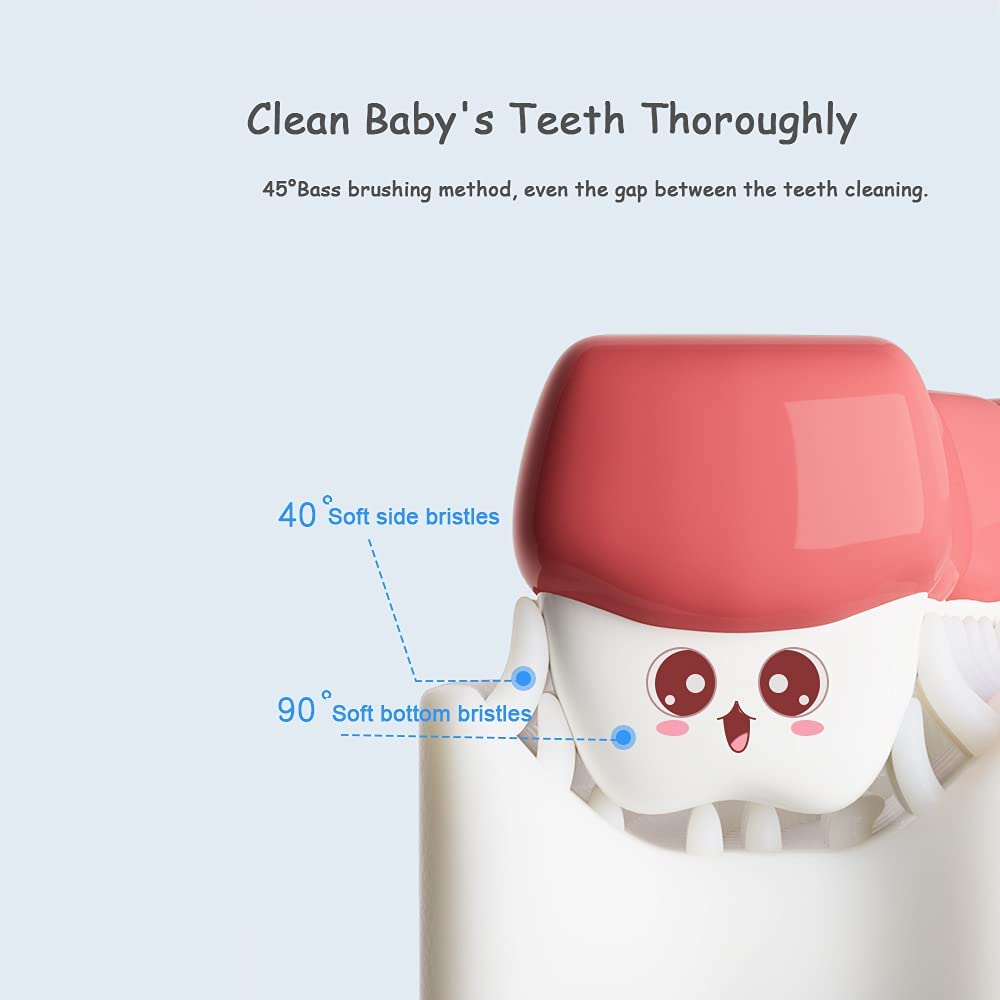 Clean Baby's Teeth Thoroughly
45°Bass brushing method, even the gap between the teeth cleaning.
40° Soft side bristles
90° Soft bottom bristles